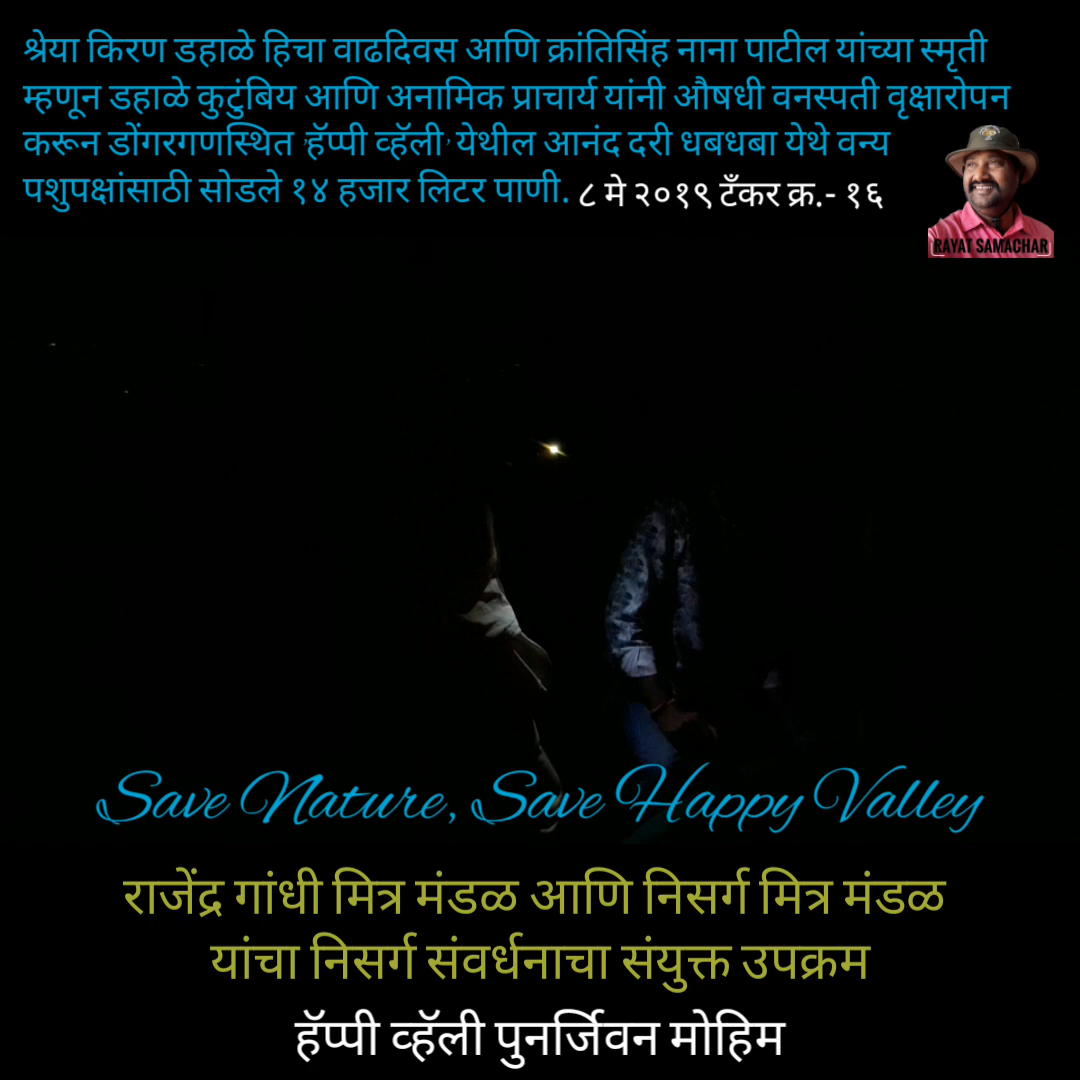 श्रेया किरण डहाळे हिचा वाढदिवस आणि क्रांतिसिंह नाना पाटील यांच्या स्मृती
म्हणून डहाळे कुटुंबिय आणि अनामिक प्राचार्य यांनी औषधी वनस्पती वृक्षारोपन
करून डोंगरगणस्थित 'हॅप्पी व्हॅली' येथील आनंद दरी धबधबा येथे वन्य
पशुपक्षांसाठी सोडले १४ हजार लिटर पाणी. ८ मे २०१९ टँकर क्र.- १६
RAYAT SAMACHAR
Save Nature, Save Happy Valley
राजेंद्र गांधी मित्र मंडळ आणि निसर्ग मित्र मंडळ
यांचा निसर्ग संवर्धनाचा संयुक्त उपक्रम
हॅप्पी व्हॅली पुनर्जिवन मोहिम